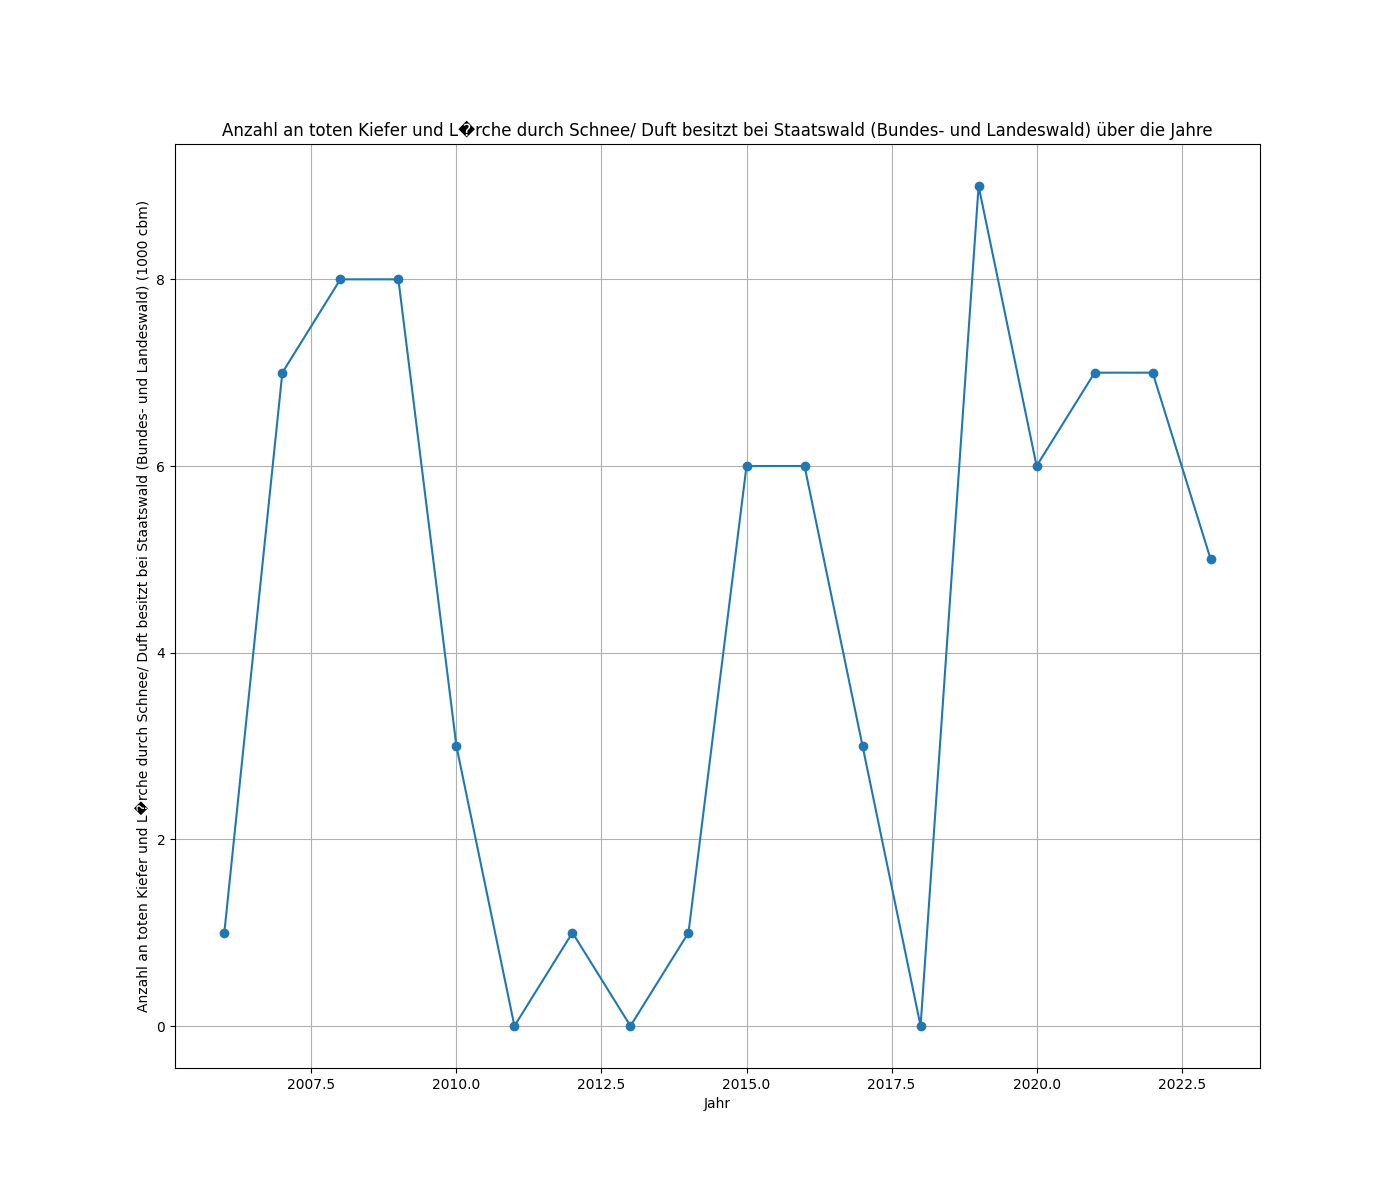 Anzahl an toten Kiefer und L�rche durch Schnee/ Duft besitzt bei Staatswald (Bundes- und Landeswald) über die Jahre
Anzahl an toten Kiefer und L�rche durch Schnee/ Duft besitzt bei Staatswald (Bundes- und Landeswald) (1000 cbm)
8
6
4
2
0
2007.5 2010.0 2012.5 2015.0 2017.5 2020.0 2022.5
Jahr